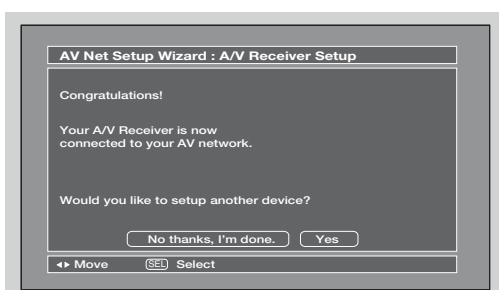 AV Net Setup Wizard : A/V Receiver Setup
Congratulations!
Your A/V Receiver is now
connected to your AV network.
Would you like to setup another device?
No thanks, I'm done. Yes
◂▸ Move SEL Select